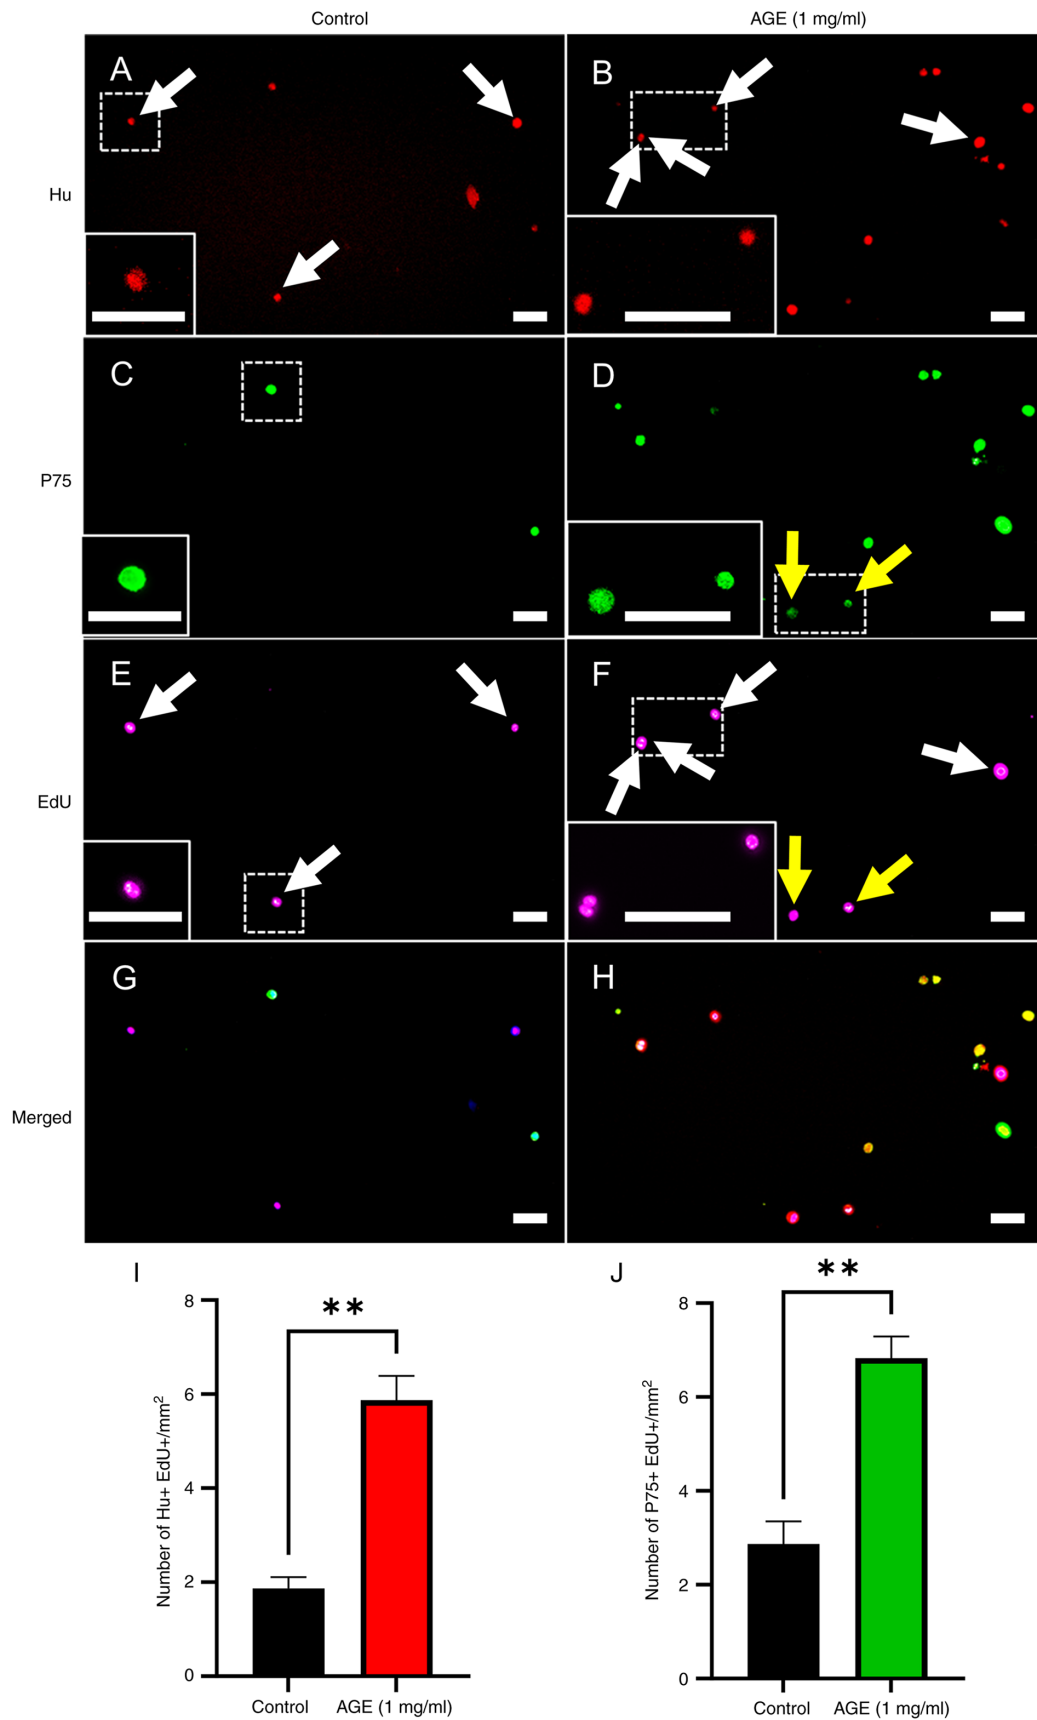 Control AGE (1 mg/ml)
A B
Hu
C D
P75
E F
EdU
G H
Merged
I J
** **
8 8
6 6
4 4
2 2
0 0
Number of Hu+ EdU+/mm²
Number of P75+ EdU+/mm²
Control AGE (1 mg/ml) Control AGE (1 mg/ml)